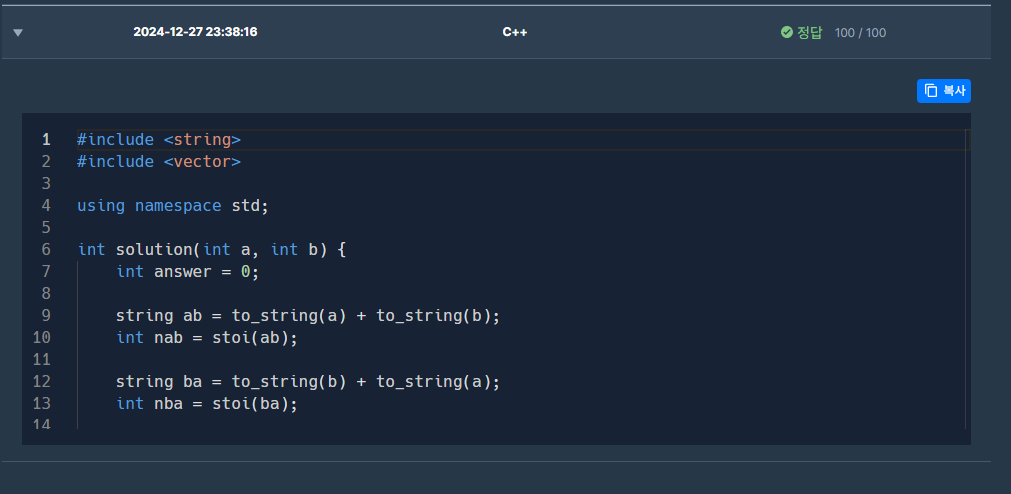 2024-12-27 23:38:16 C++ 정답 100 / 100
복사
1 #include <string>
2 #include <vector>
3
4 using namespace std;
5
6 int solution(int a, int b) {
7 int answer = 0;
8
9 string ab = to_string(a) + to_string(b);
10 int nab = stoi(ab);
11
12 string ba = to_string(b) + to_string(a);
13 int nba = stoi(ba);
14